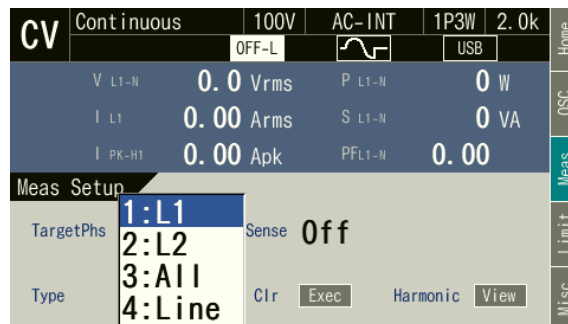 CV Continuous 100V AC-INT 1P3W 2.0k
OFF-L USB
V L1-N 0.0 Vrms P L1-N 0 W
I L1 0.00 Arms S L1-N 0 VA
I PK-H1 0.00 Apk PFL1-N 0.00
Meas Setup
TargetPhs 1:L1 Sense Off
2:L2
3:All
Type 4:Line Clr Exec Harmonic View
Home
OSC
Meas
Limit
Misc